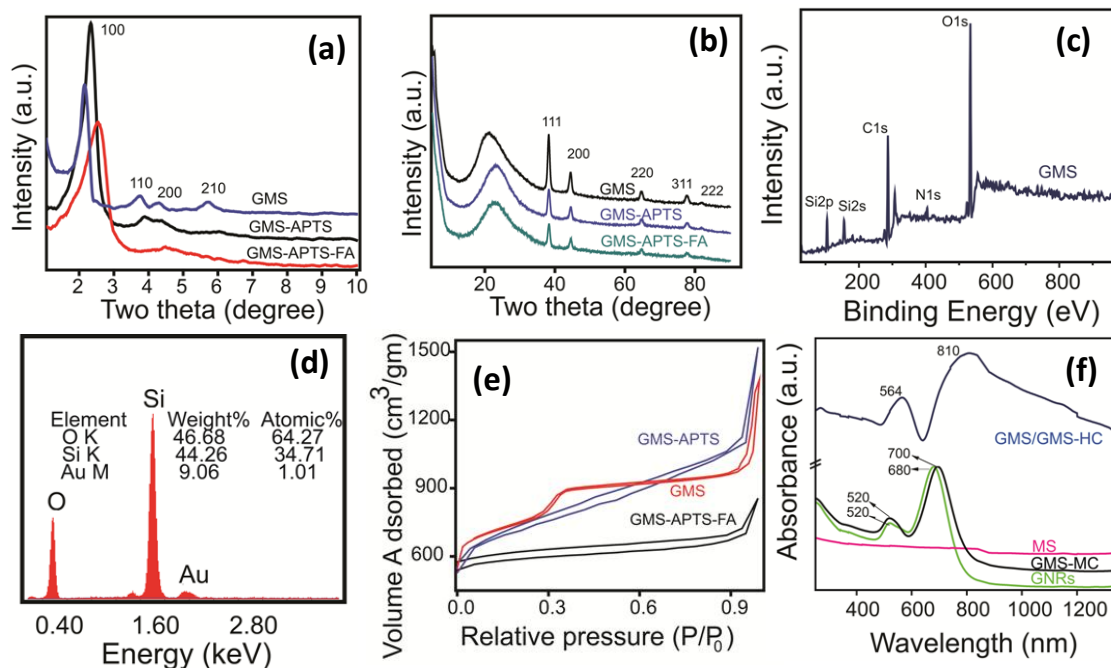 (a)
Intensity (a.u.)
100
110
200
210
GMS
GMS-APTS
GMS-APTS-FA
1 2 3 4 5 6 7 8 9 10
Two theta (degree)
(b)
Intensity (a.u.)
111
200
220
311
222
GMS
GMS-APTS
GMS-APTS-FA
20 40 60 80
Two theta (degree)
(c)
Intensity (a.u.)
O1s
C1s
GMS
Si2p
Si2s
N1s
200 400 600 800
Binding Energy (eV)
(d)
Si
O
Au
Element Weight% Atomic%
O K 46.68 64.27
Si K 44.26 34.71
Au M 9.06 1.01
0.40 1.60 2.80
Energy (keV)
(e)
Volume A dsorbed (cm³/gm)
1500
1200
900
600
GMS-APTS
GMS
GMS-APTS-FA
0.0 0.3 0.6 0.9
Relative pressure (P/P₀)
(f)
Absorbance (a.u.)
810
564
GMS/GMS-HC
700
680
520
520
MS
GMS-MC
GNRs
400 600 800 1000 1200
Wavelength (nm)